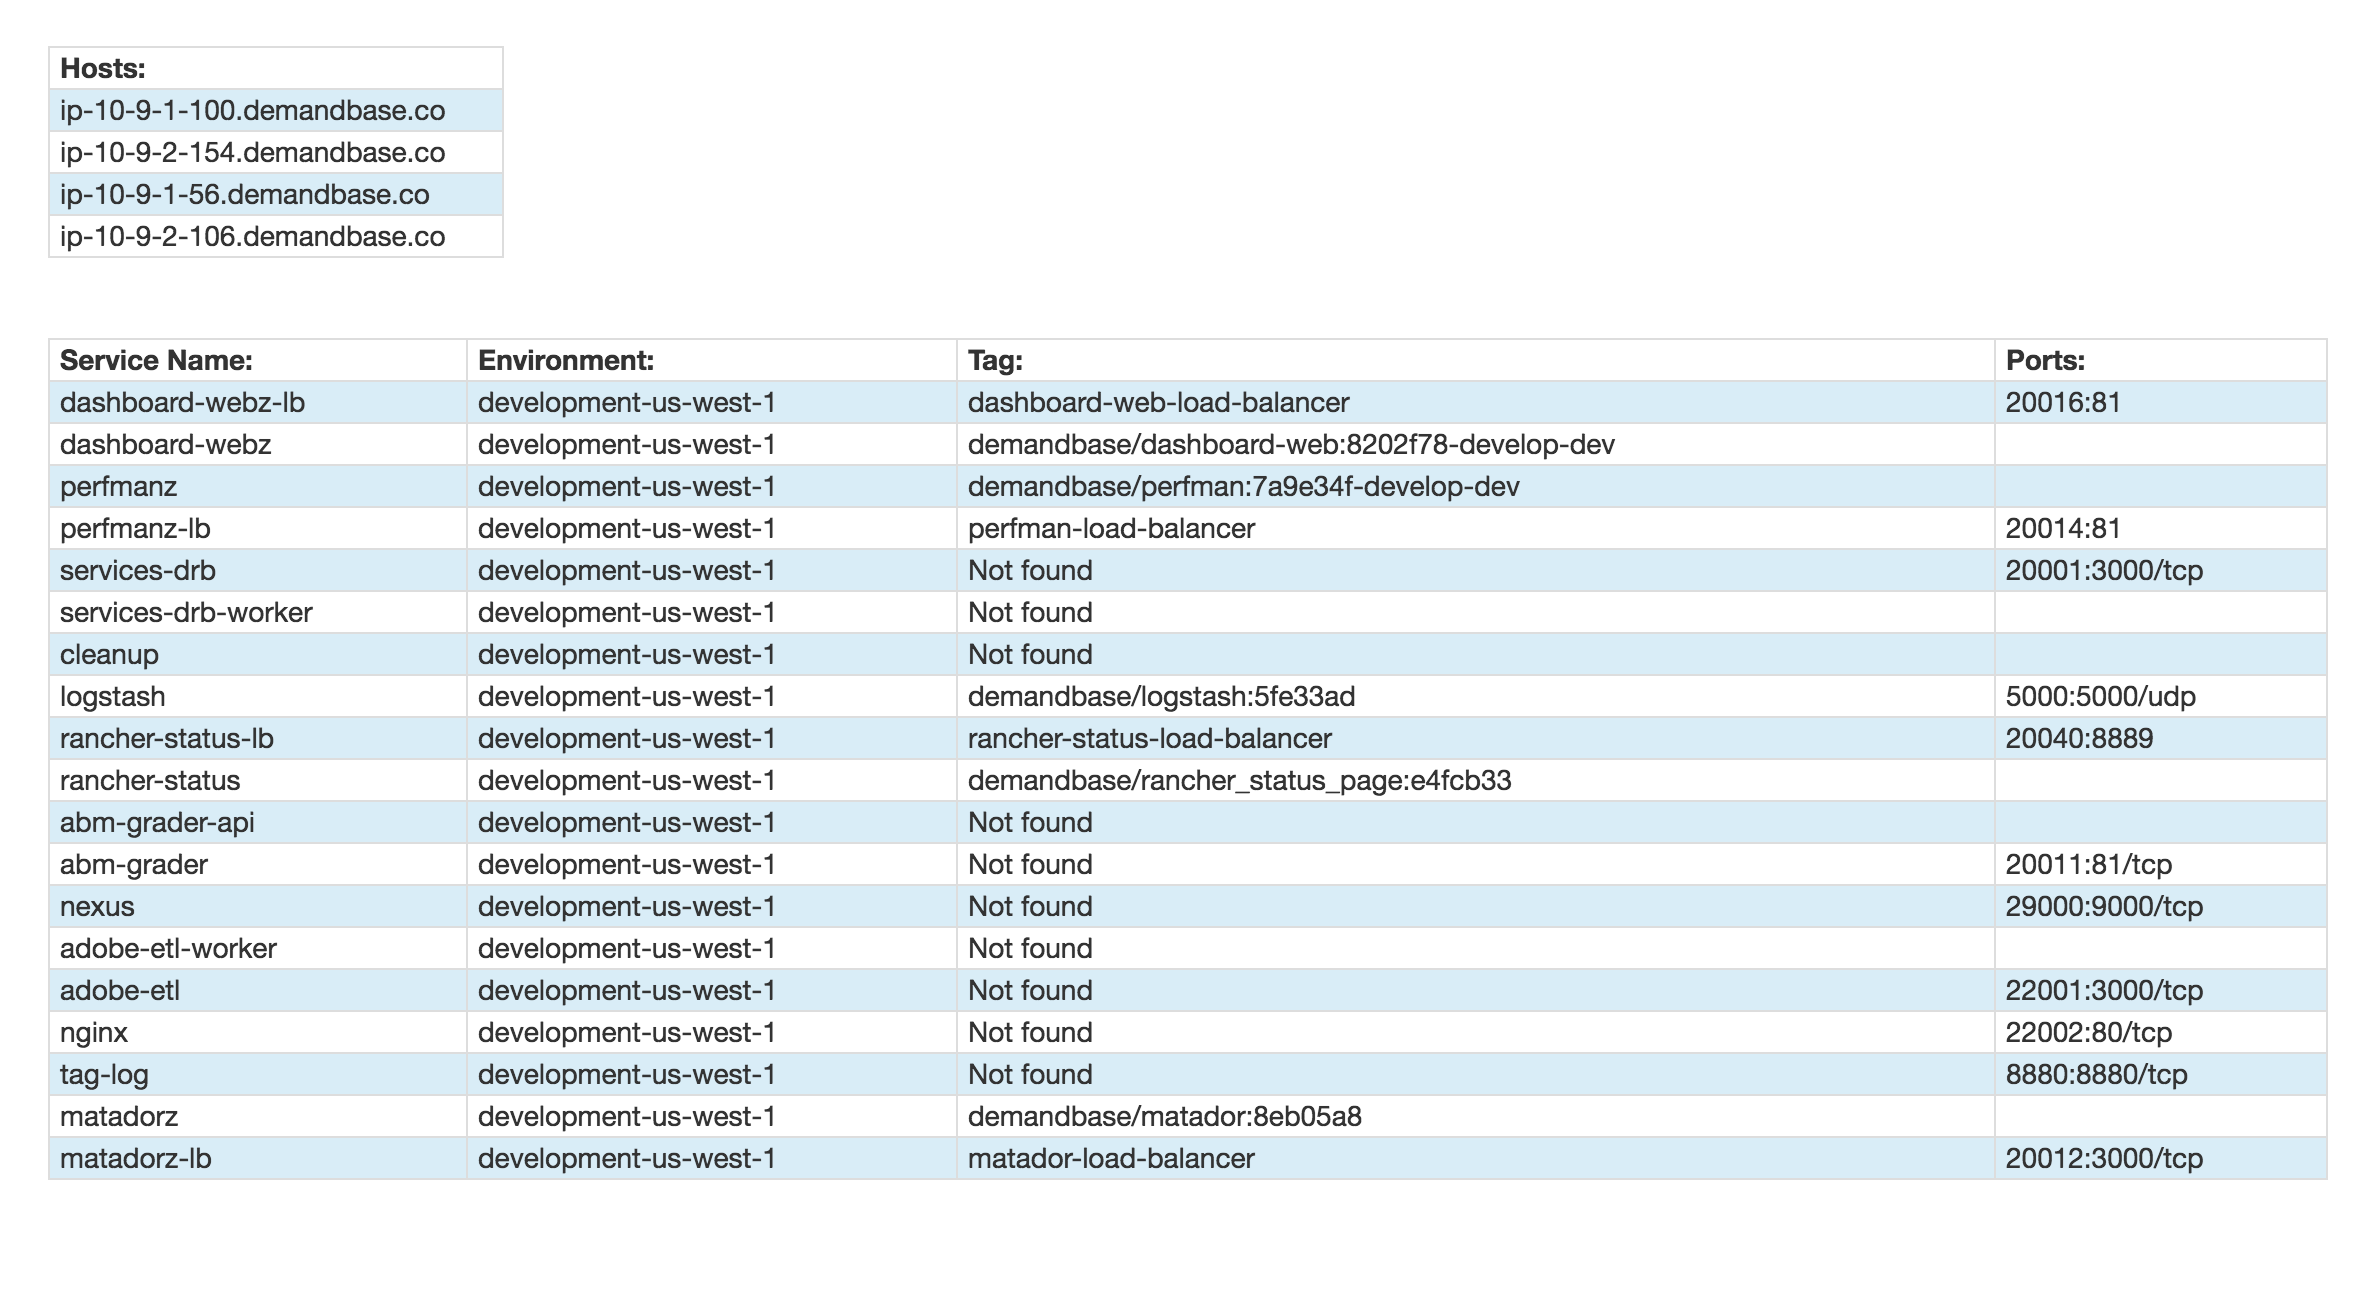 Hosts:
ip-10-9-1-100.demandbase.co
ip-10-9-2-154.demandbase.co
ip-10-9-1-56.demandbase.co
ip-10-9-2-106.demandbase.co
Service Name: Environment: Tag: Ports:
dashboard-webz-lb development-us-west-1 dashboard-web-load-balancer 20016:81
dashboard-webz development-us-west-1 demandbase/dashboard-web:8202f78-develop-dev
perfmanz development-us-west-1 demandbase/perfman:7a9e34f-develop-dev
perfmanz-lb development-us-west-1 perfman-load-balancer 20014:81
services-drb development-us-west-1 Not found 20001:3000/tcp
services-drb-worker development-us-west-1 Not found
cleanup development-us-west-1 Not found
logstash development-us-west-1 demandbase/logstash:5fe33ad 5000:5000/udp
rancher-status-lb development-us-west-1 rancher-status-load-balancer 20040:8889
rancher-status development-us-west-1 demandbase/rancher_status_page:e4fcb33
abm-grader-api development-us-west-1 Not found
abm-grader development-us-west-1 Not found 20011:81/tcp
nexus development-us-west-1 Not found 29000:9000/tcp
adobe-etl-worker development-us-west-1 Not found
adobe-etl development-us-west-1 Not found 22001:3000/tcp
nginx development-us-west-1 Not found 22002:80/tcp
tag-log development-us-west-1 Not found 8880:8880/tcp
matadorz development-us-west-1 demandbase/matador:8eb05a8
matadorz-lb development-us-west-1 matador-load-balancer 20012:3000/tcp